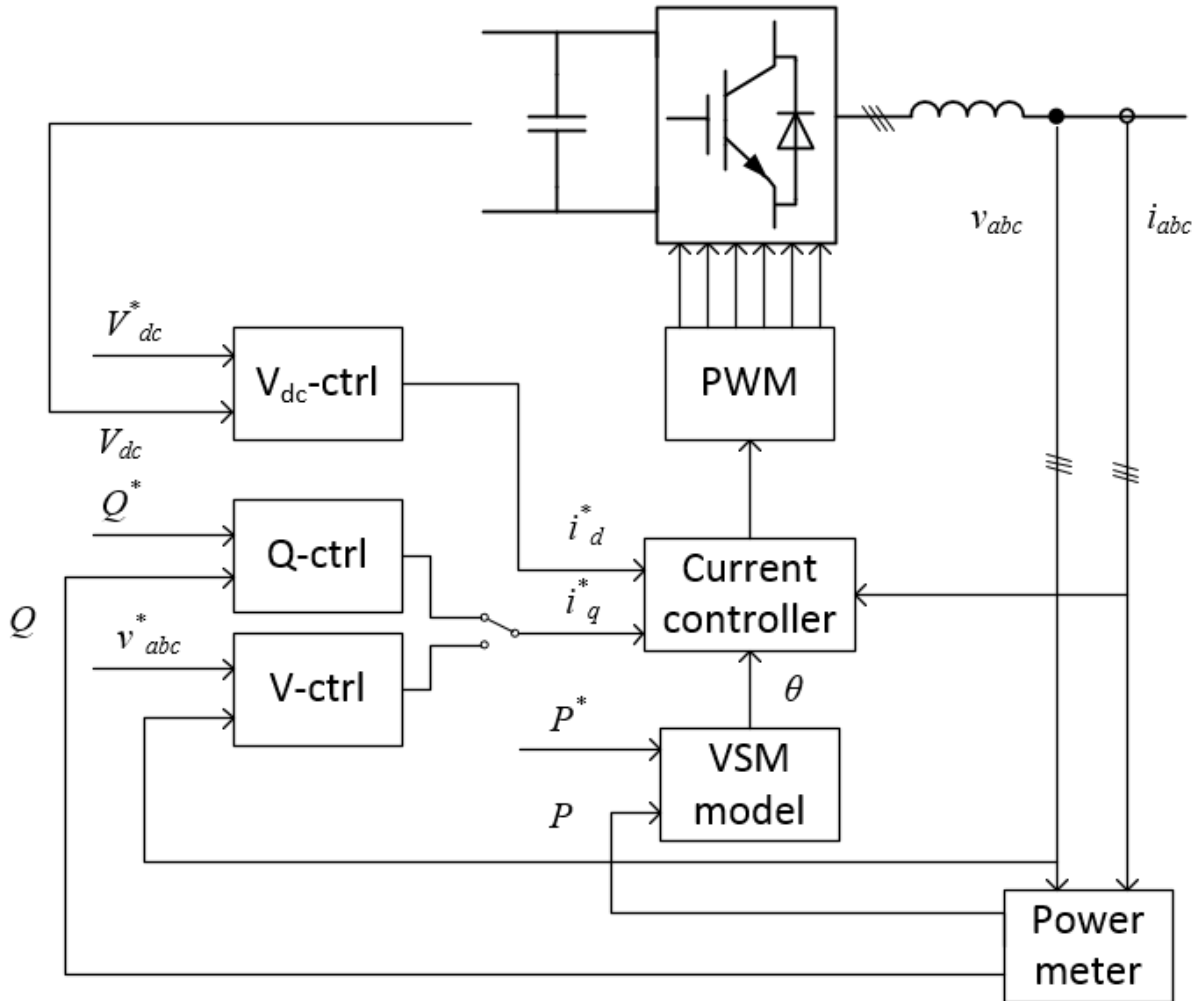 v_abc
i_abc
V*_dc
V_dc-ctrl
PWM
V_dc
Q*
Q-ctrl
i*_d
Current
controller
i*_q
Q
v*_abc
V-ctrl
θ
P*
VSM
model
P
Power
meter